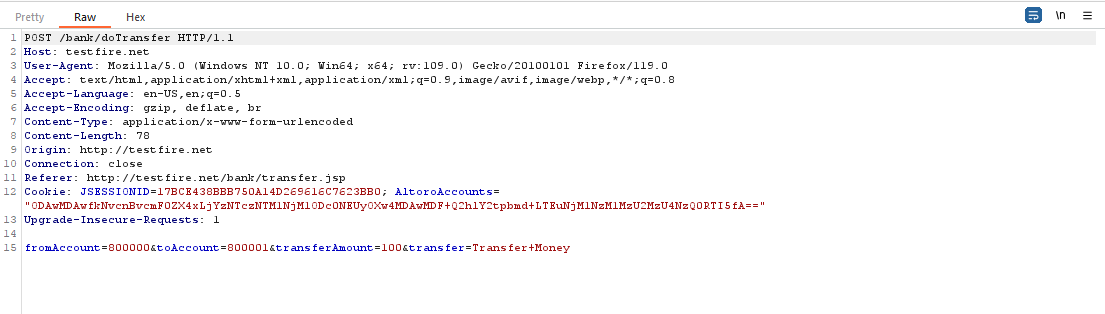 Pretty Raw Hex \n
1 POST /bank/doTransfer HTTP/1.1
2 Host: testfire.net
3 User-Agent: Mozilla/5.0 (Windows NT 10.0; Win64; x64; rv:109.0) Gecko/20100101 Firefox/119.0
4 Accept: text/html,application/xhtml+xml,application/xml;q=0.9,image/avif,image/webp,*/*;q=0.8
5 Accept-Language: en-US,en;q=0.5
6 Accept-Encoding: gzip, deflate, br
7 Content-Type: application/x-www-form-urlencoded
8 Content-Length: 78
9 Origin: http://testfire.net
10 Connection: close
11 Referer: http://testfire.net/bank/transfer.jsp
12 Cookie: JSESSIONID=17BCE438BBB750A14D269616C7623BB0; AltoroAccounts=
"ODAwMDAwfkNvcnBvcmF0ZX4xLjYzNTczNTM1NjM1ODc0NEUyOXw4MDAwMDF+Q2hlY2tpbmd+LTEuNjM1NzM1MzU2MzU4NzQ0RTI5fA=="
13 Upgrade-Insecure-Requests: 1
14
15 fromAccount=800000&toAccount=800001&transferAmount=100&transfer=Transfer+Money